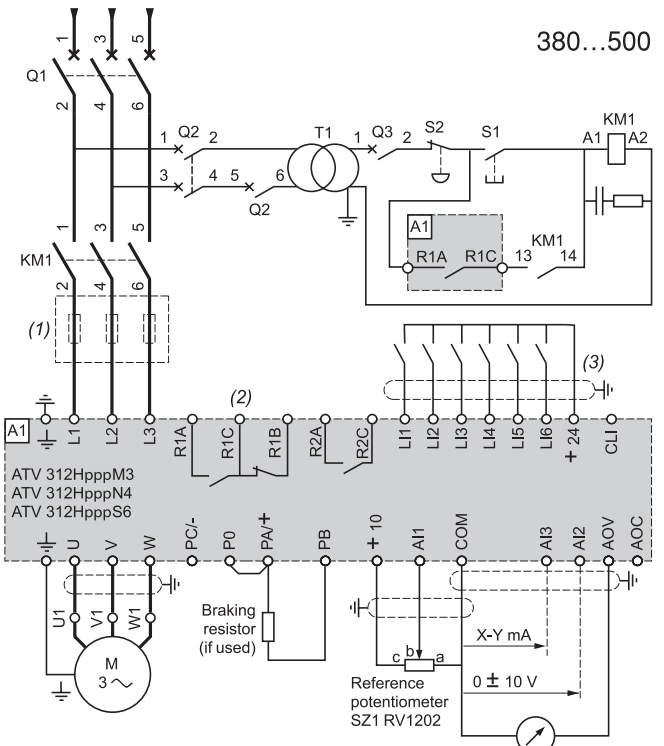 380...500
1 3 5
Q1
2 4 6
1 Q2 2 T1 1 Q3 2 S2 S1 KM1 A1 A2
3 4 5 6
Q2
A1
R1A R1C 13 KM1 14
1 3 5
KM1
2 4 6
(1)
(2)
(3)
A1
L1 L2 L3 R1A R1C R1B R2A R2C LI1 LI2 LI3 LI4 LI5 LI6 + 24 CLI
ATV 312HpppM3
ATV 312HpppN4
ATV 312HpppS6
U V W PC/- P0 PA/+ PB + 10 AI1 COM AI3 AI2 AOV AOC
U1 V1 W1
M
3
Braking
resistor
(if used)
c b a
X-Y mA
0 ± 10 V
Reference
potentiometer
SZ1 RV1202